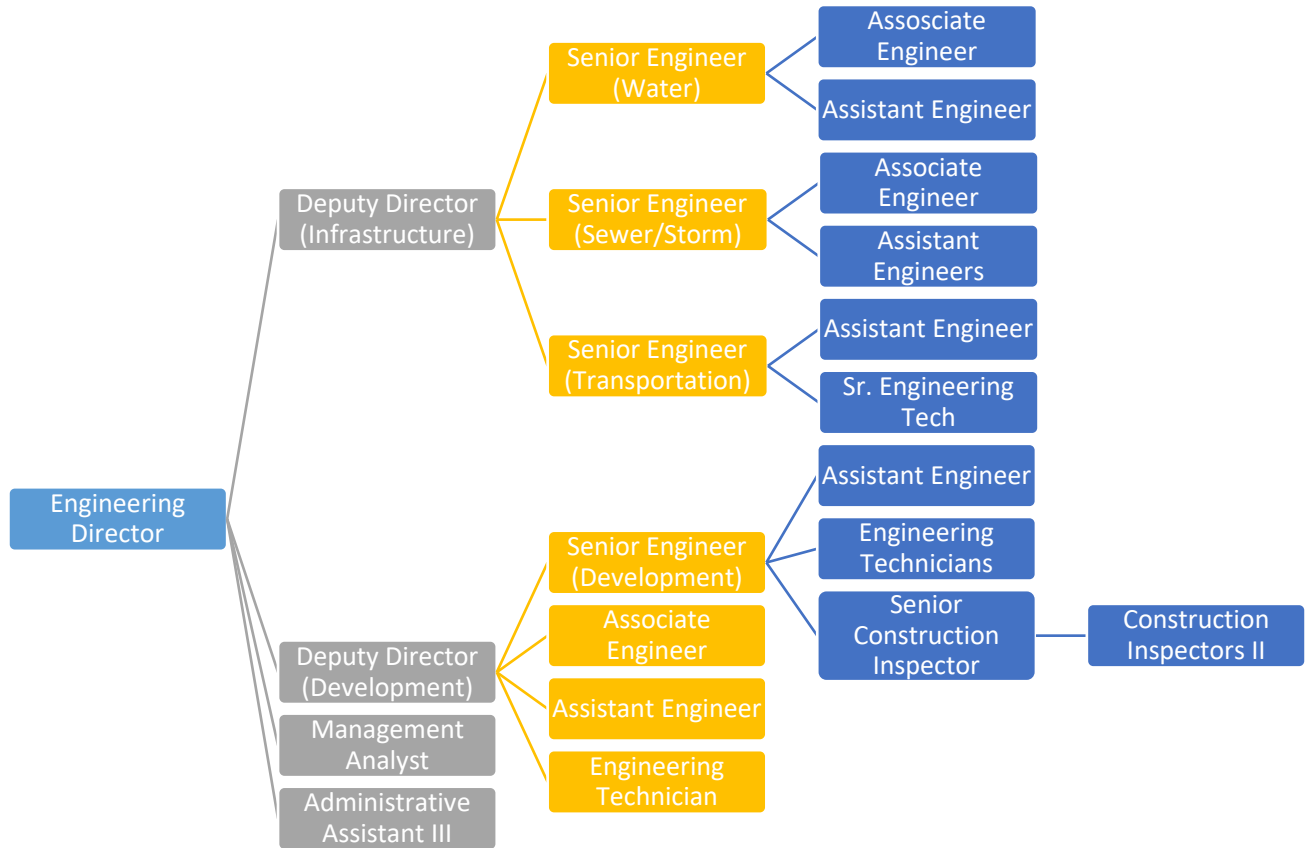 Engineering
Director
Deputy Director
(Infrastructure)
Senior Engineer
(Water)
Assosciate
Engineer
Assistant Engineer
Senior Engineer
(Sewer/Storm)
Associate
Engineer
Assistant
Engineers
Senior Engineer
(Transportation)
Assistant Engineer
Sr. Engineering
Tech
Deputy Director
(Development)
Senior Engineer
(Development)
Assistant Engineer
Engineering
Technicians
Senior
Construction
Inspector
Construction
Inspectors II
Associate
Engineer
Assistant Engineer
Engineering
Technician
Management
Analyst
Administrative
Assistant III